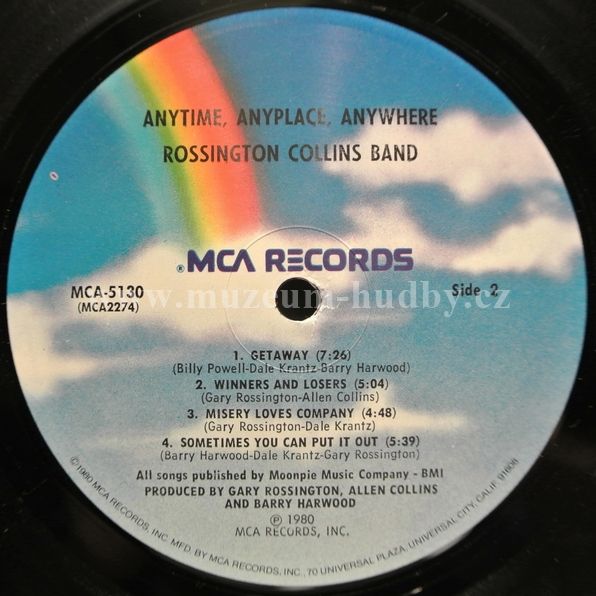 ANYTIME, ANYPLACE, ANYWHERE
ROSSINGTON COLLINS BAND
®MCA RECORDS
MCA-5130
(MCA2274)
Side 2
www.muzeum-hudby.cz
1. GETAWAY (7:26)
(Billy Powell-Dale Krantz-Barry Harwood)
2. WINNERS AND LOSERS (5:04)
(Gary Rossington-Allen Collins)
3. MISERY LOVES COMPANY (4:48)
(Gary Rossington-Dale Krantz)
4. SOMETIMES YOU CAN PUT IT OUT (5:39)
(Barry Harwood-Dale Krantz-Gary Rossington)
All songs published by Moonpie Music Company - BMI
PRODUCED BY GARY ROSSINGTON, ALLEN COLLINS
AND BARRY HARWOOD
℗ 1980
MCA RECORDS, INC.
©1980 MCA RECORDS, INC. MFD. BY MCA RECORDS, INC., 70 UNIVERSAL PLAZA, UNIVERSAL CITY, CALIF. 91608